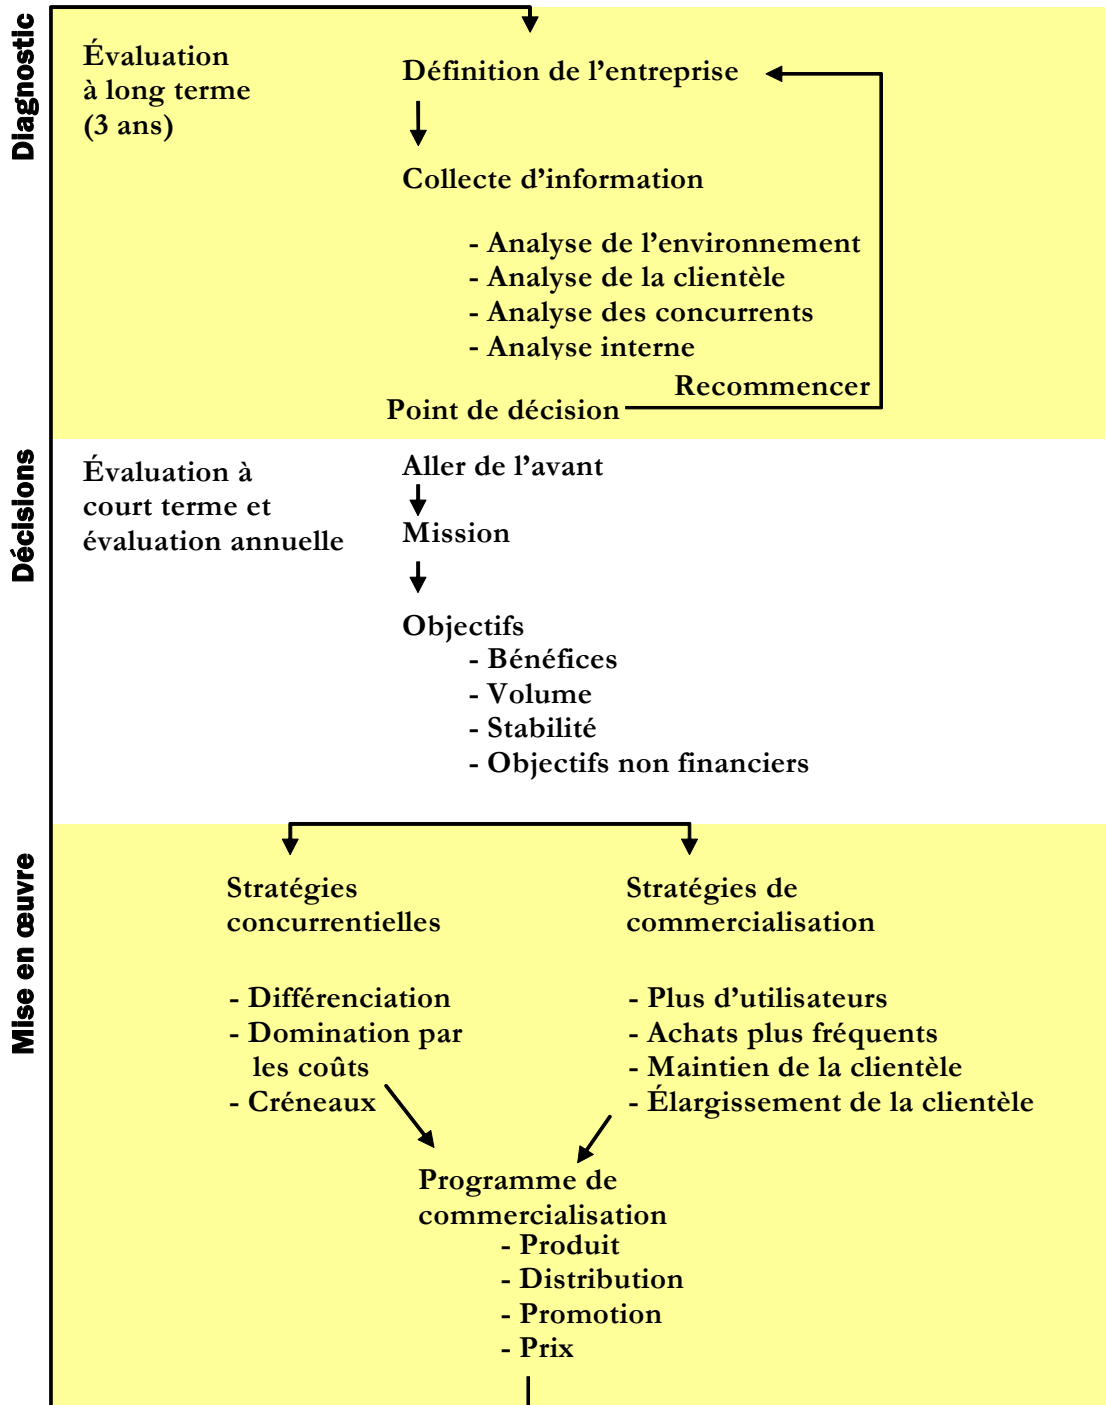 Diagnostic
Évaluation
à long terme
(3 ans)
Définition de l’entreprise
Collecte d’information
- Analyse de l’environnement
- Analyse de la clientèle
- Analyse des concurrents
- Analyse interne
Recommencer
Point de décision
Décisions
Évaluation à
court terme et
évaluation annuelle
Aller de l’avant
Mission
Objectifs
- Bénéfices
- Volume
- Stabilité
- Objectifs non financiers
Mise en œuvre
Stratégies
concurrentielles
- Différenciation
- Domination par
les coûts
- Créneaux
Stratégies de
commercialisation
- Plus d’utilisateurs
- Achats plus fréquents
- Maintien de la clientèle
- Élargissement de la clientèle
Programme de
commercialisation
- Produit
- Distribution
- Promotion
- Prix